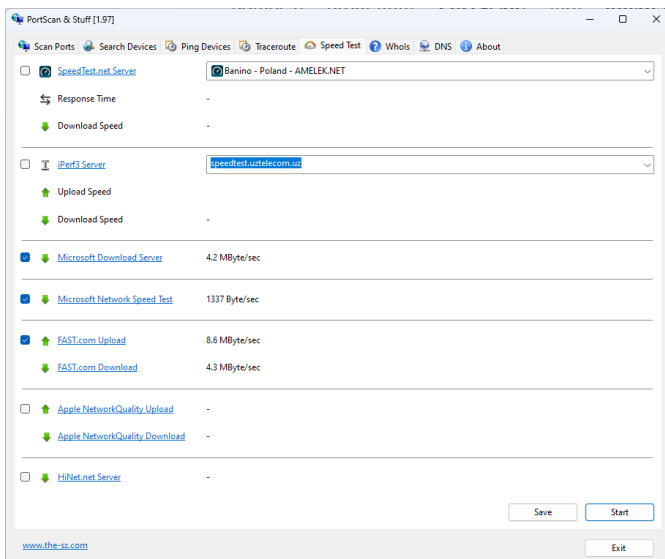 PortScan & Stuff [1.97]
Scan Ports Search Devices Ping Devices Traceroute Speed Test WhoIs DNS About
SpeedTest.net Server Banino - Poland - AMELEK.NET
Response Time -
Download Speed -
iPerf3 Server speedtest.uztelecom.uz
Upload Speed
Download Speed -
Microsoft Download Server 4.2 MByte/sec
Microsoft Network Speed Test 1337 Byte/sec
FAST.com Upload 8.6 MByte/sec
FAST.com Download 4.3 MByte/sec
Apple NetworkQuality Upload -
Apple NetworkQuality Download -
HiNet.net Server -
Save Start
www.the-sz.com Exit